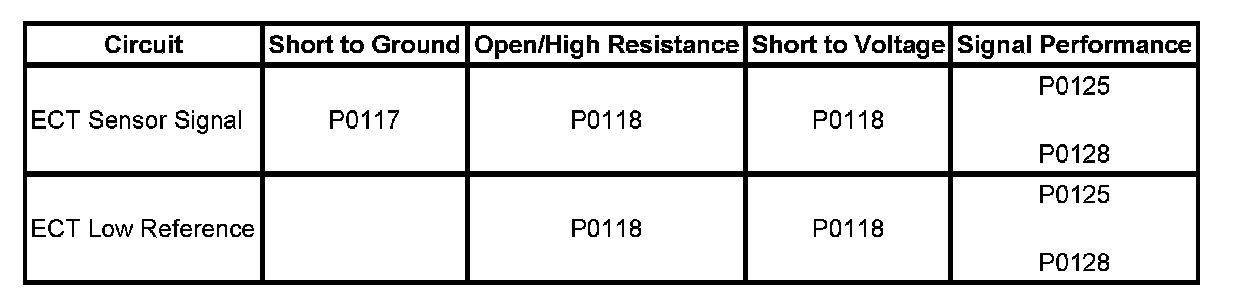 Circuit Short to Ground Open/High Resistance Short to Voltage Signal Performance
P0125
ECT Sensor Signal P0117 P0118 P0118
P0128
P0125
ECT Low Reference P0118 P0118
P0128